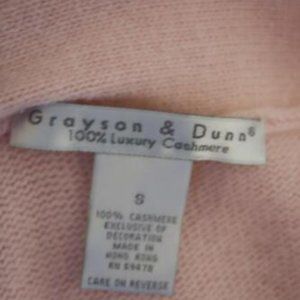 Grayson & Dunn®
100% Luxury Cashmere
S
100% CASHMERE
EXCLUSIVE OF
DECORATION
MADE IN
HONG KONG
RN 69478
CARE ON REVERSE